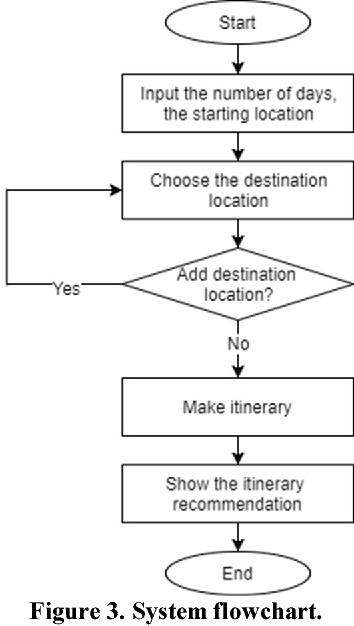 Start
Input the number of days,
the starting location
Choose the destination
location
Add destination
location?
Yes
No
Make itinerary
Show the itinerary
recommendation
End
Figure 3. System flowchart.